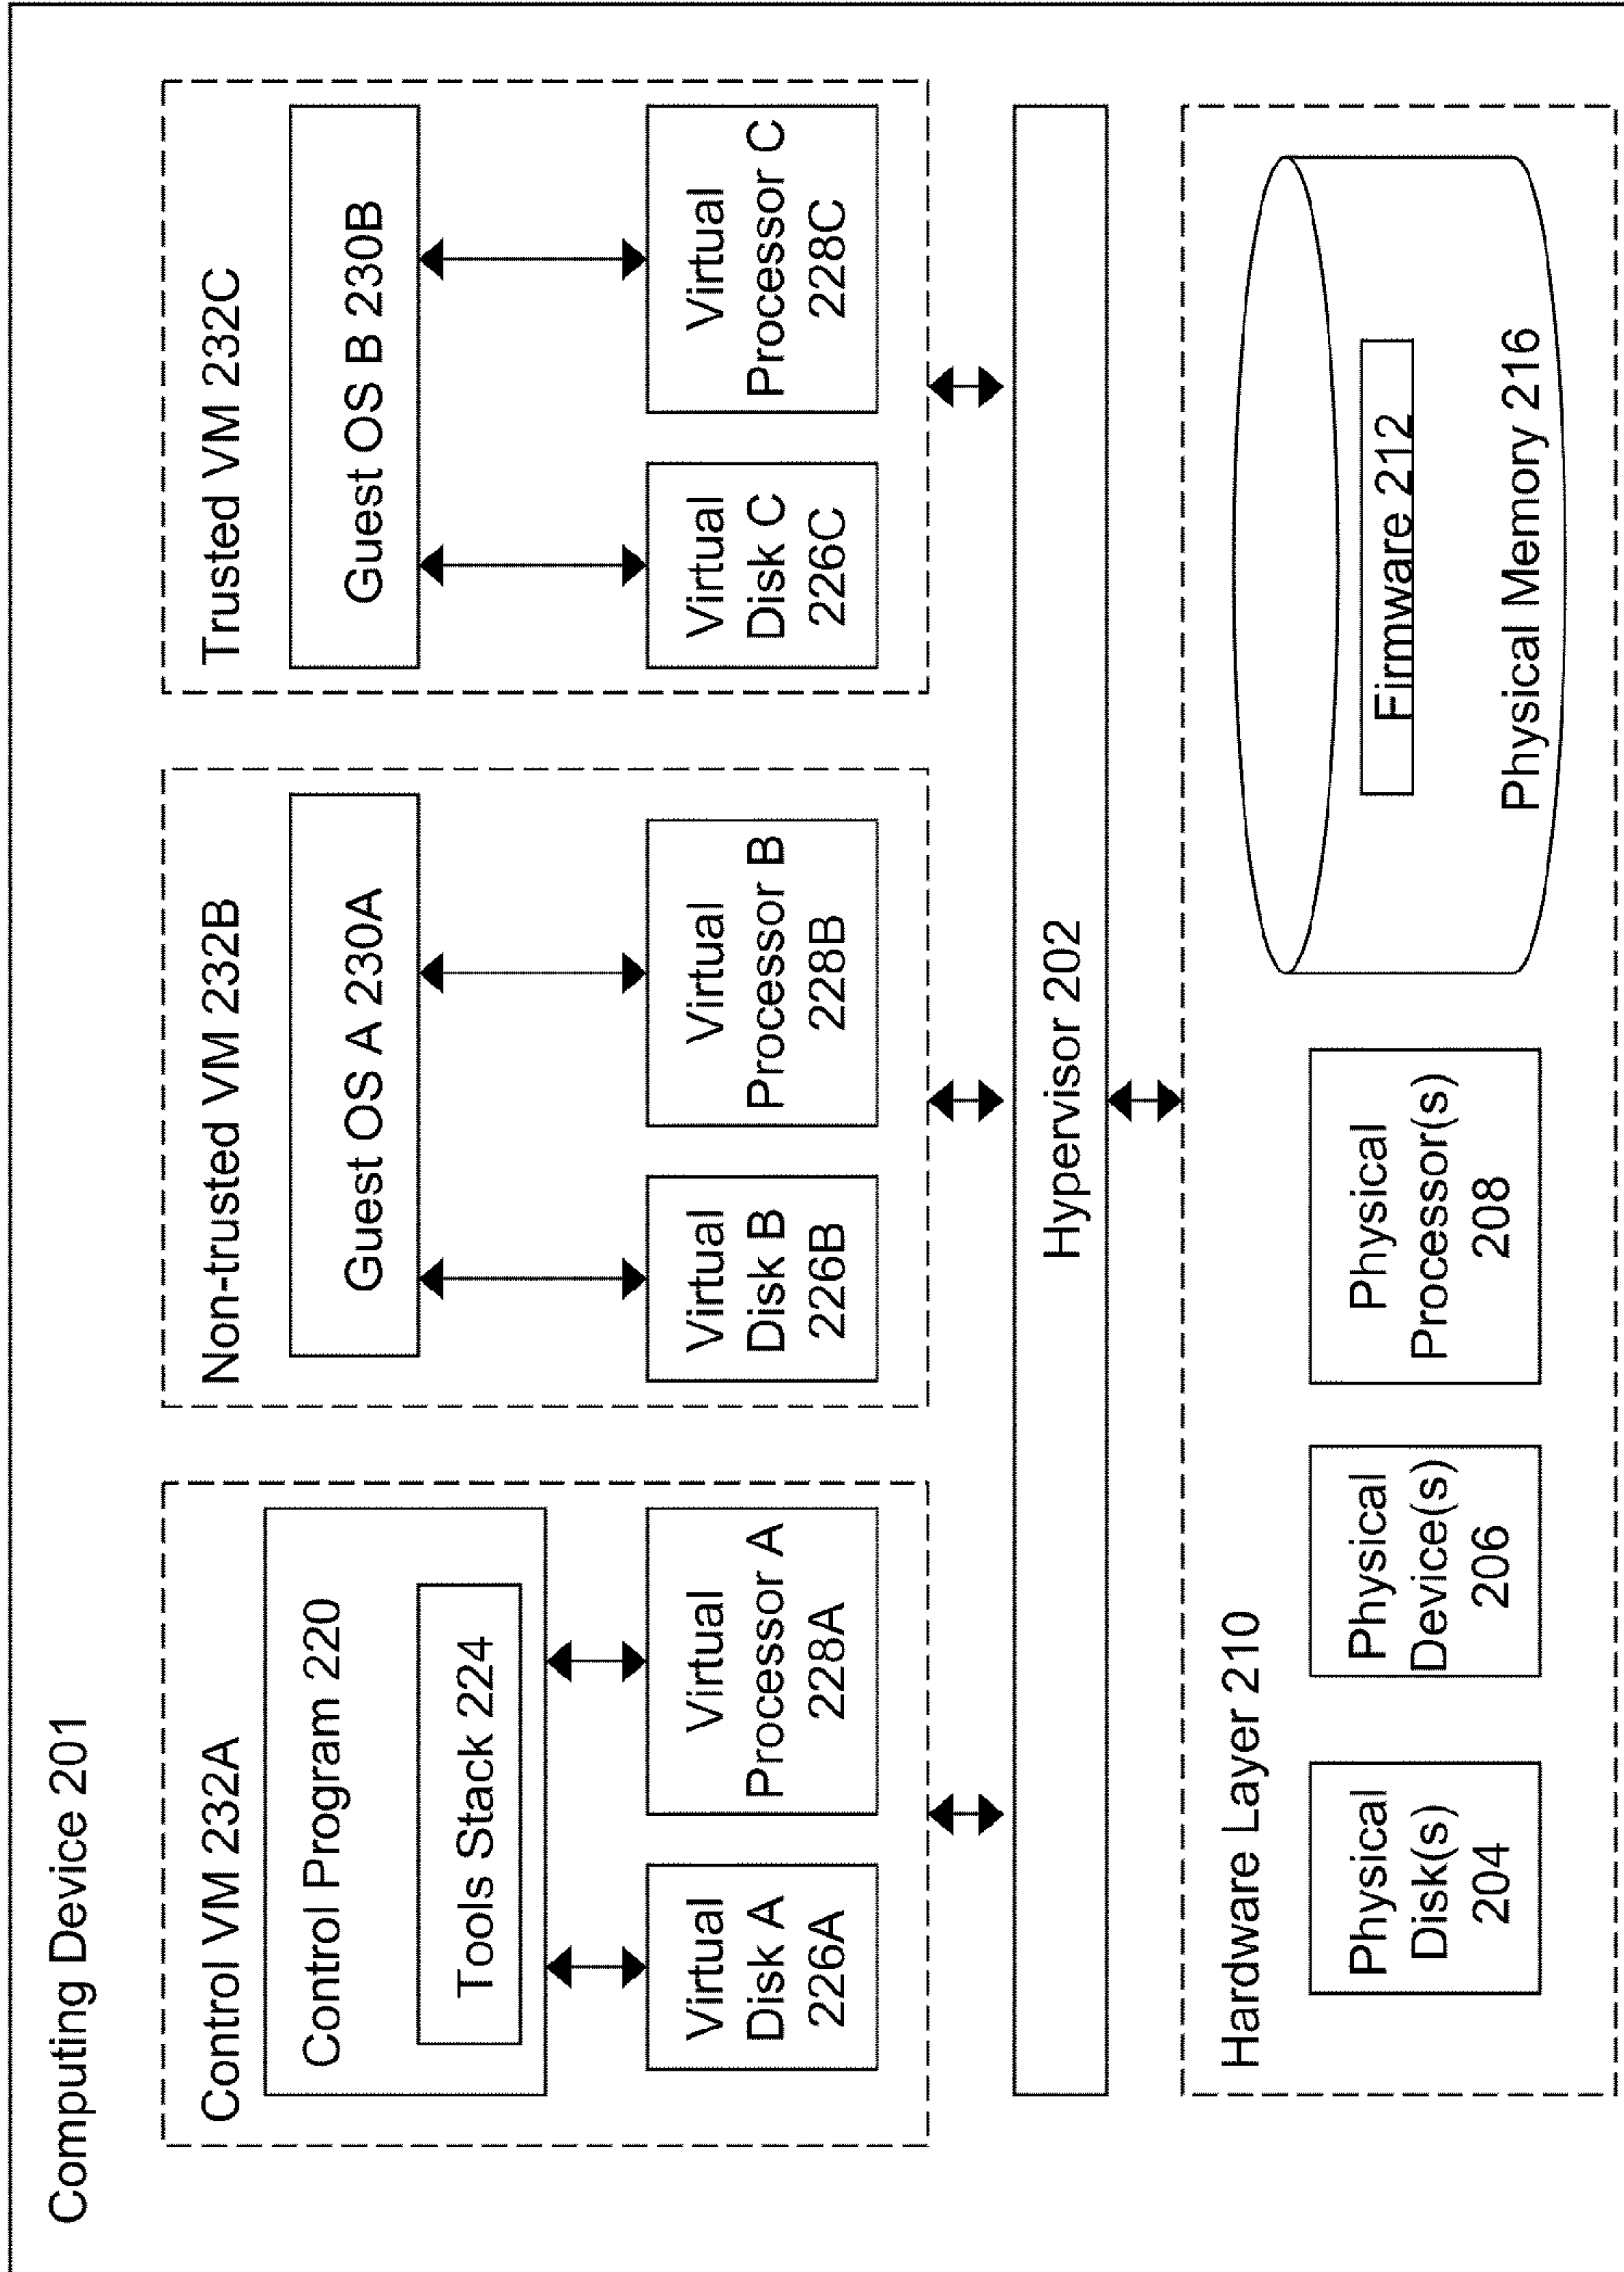 Computing Device 201
Control VM 232A
Control Program 220
Tools Stack 224
Virtual
Disk A
226A
Virtual
Processor A
228A
Non-trusted VM 232B
Guest OS A 230A
Virtual
Disk B
226B
Virtual
Processor B
228B
Trusted VM 232C
Guest OS B 230B
Virtual
Disk C
226C
Virtual
Processor C
228C
Hypervisor 202
Hardware Layer 210
Physical
Disk(s)
204
Physical
Device(s)
206
Physical
Processor(s)
208
Firmware 212
Physical Memory 216